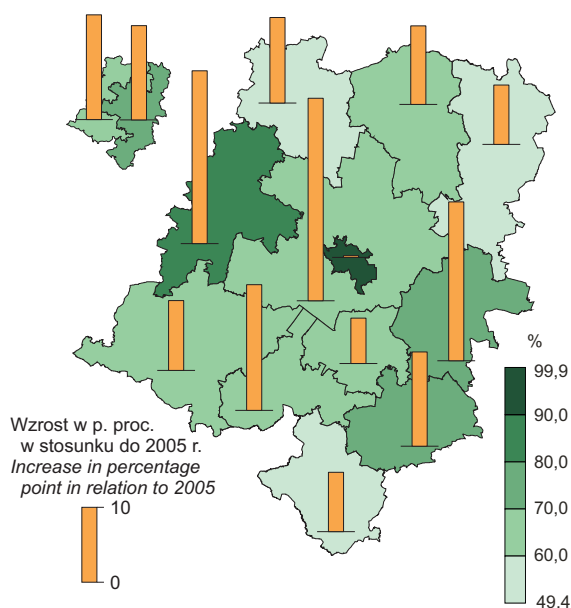 %
99,9
90,0
80,0
70,0
60,0
49,4
Wzrost w p. proc.
w stosunku do 2005 r.
Increase in percentage
point in relation to 2005
10
0